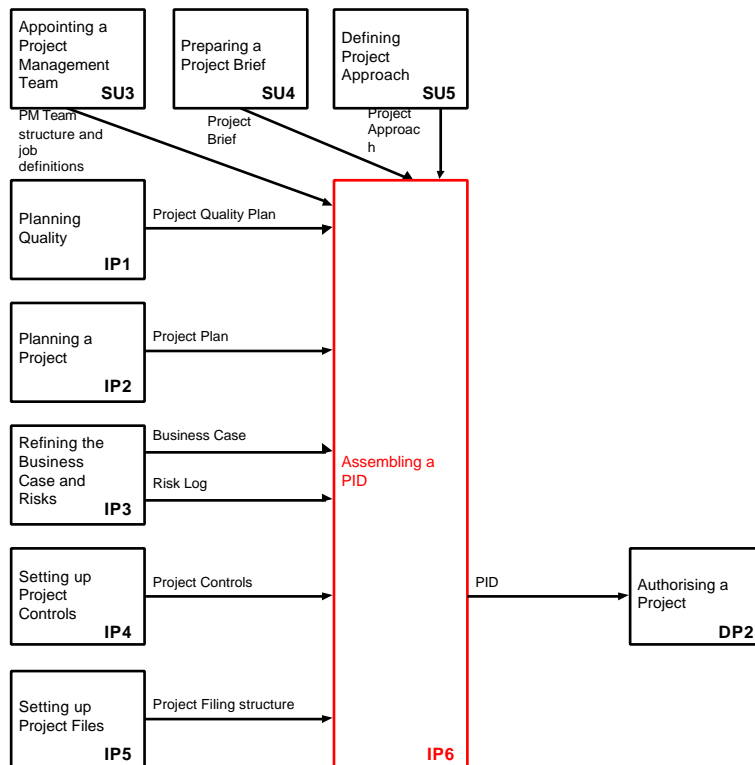 Appointing a
Project
Management
Team
SU3
Preparing a
Project Brief
SU4
Defining
Project
Approach
SU5
PM Team
structure and
job
definitions
Project
Brief
Project
Approac
h
Planning
Quality
IP1
Project Quality Plan
Planning a
Project
IP2
Project Plan
Refining the
Business
Case and
Risks
IP3
Business Case
Risk Log
Assembling a
PID
Setting up
Project
Controls
IP4
Project Controls
PID
Authorising a
Project
DP2
Setting up
Project Files
IP5
Project Filing structure
IP6